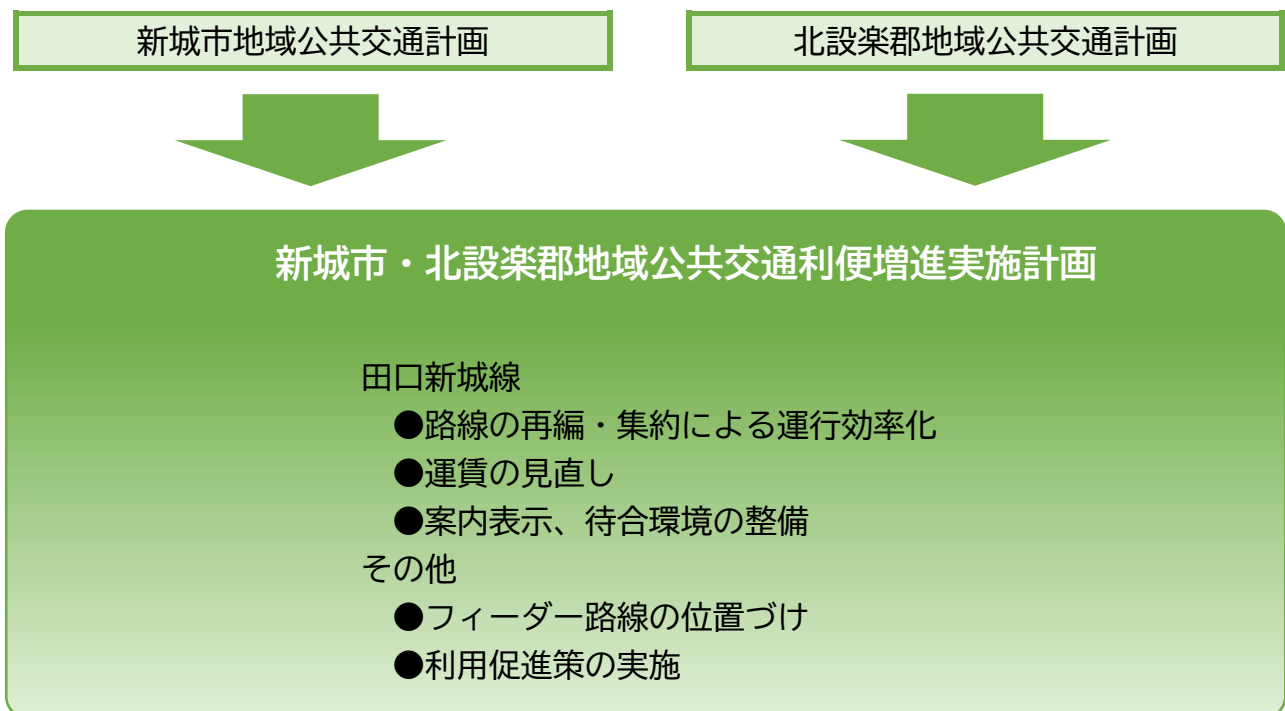 新城市地域公共交通計画
北設楽郡地域公共交通計画
新城市・北設楽郡地域公共交通利便増進実施計画
田口新城線
●路線の再編・集約による運行効率化
●運賃の見直し
●案内表示、待合環境の整備
その他
●フィーダー路線の位置づけ
●利用促進策の実施